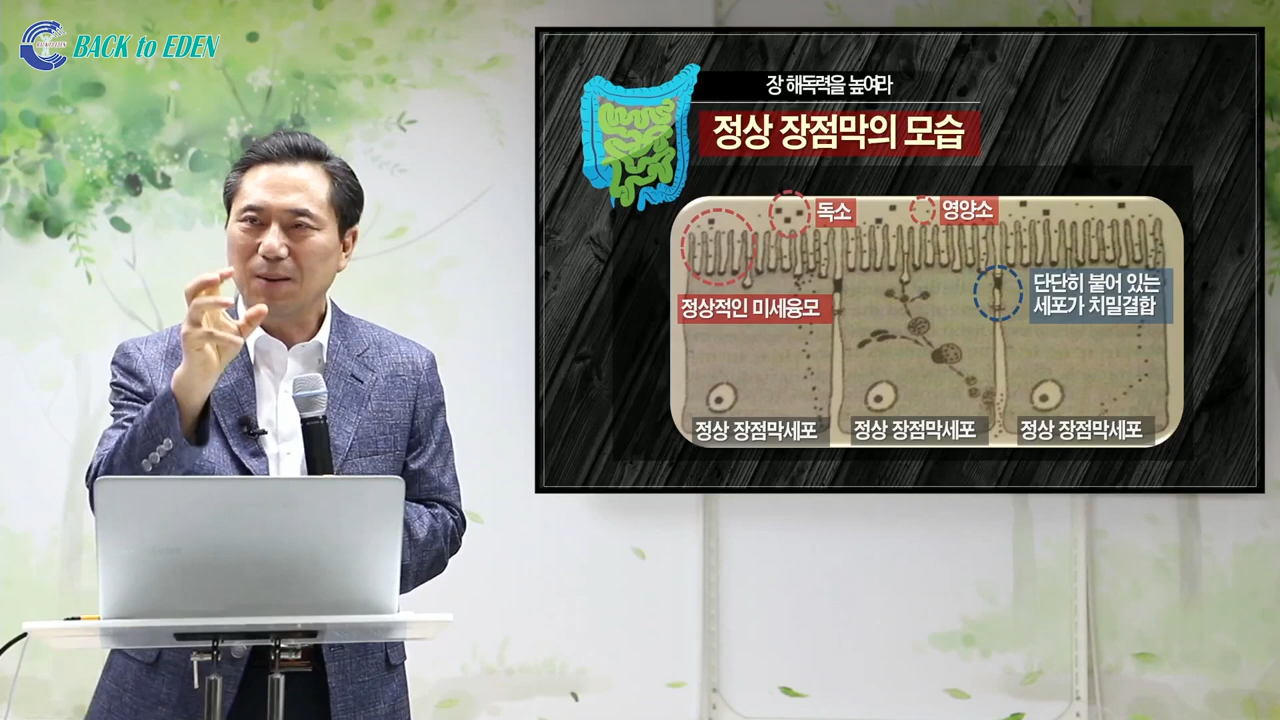 BACK to EDEN
장 해독력을 높여라
정상 장점막의 모습
독소
영양소
정상적인 미세융모
단단히 붙어 있는
세포가 치밀결합
정상 장점막세포
정상 장점막세포
정상 장점막세포